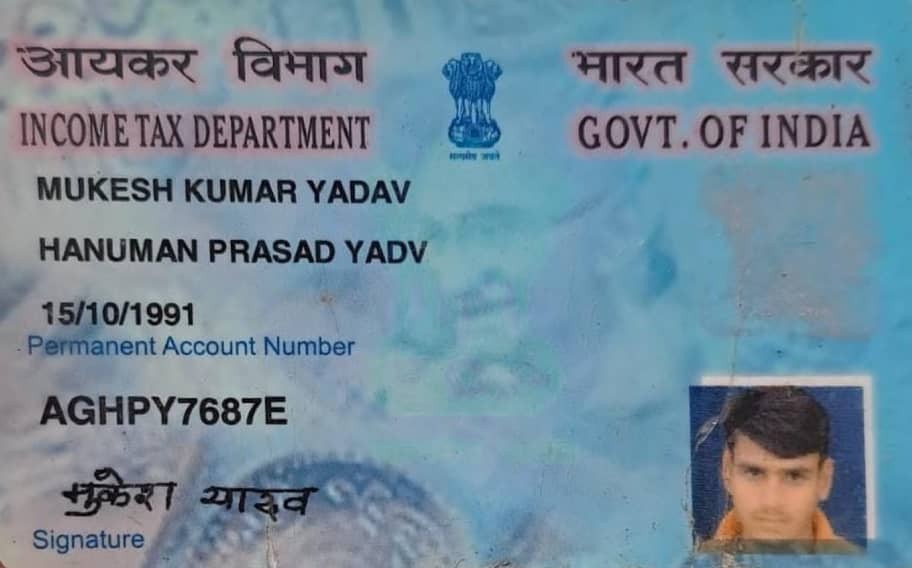 आयकर विभाग
भारत सरकार
INCOME TAX DEPARTMENT
GOVT. OF INDIA
सत्यमेव जयते
MUKESH KUMAR YADAV
HANUMAN PRASAD YADV
15/10/1991
Permanent Account Number
AGHPY7687E
मुकेश यादव
Signature